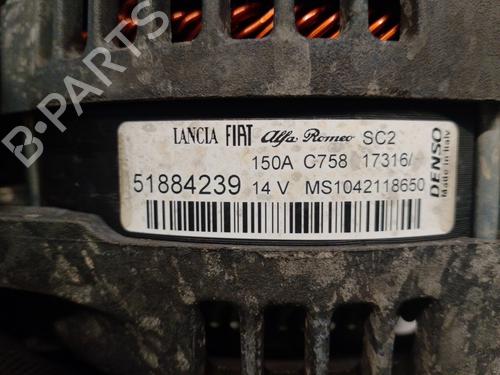 LANCIA FIAT Alfa Romeo SC2
150A C758 17316/
51884239 14 V MS1042118650
DENSO
Made in Italy
B-PARTS